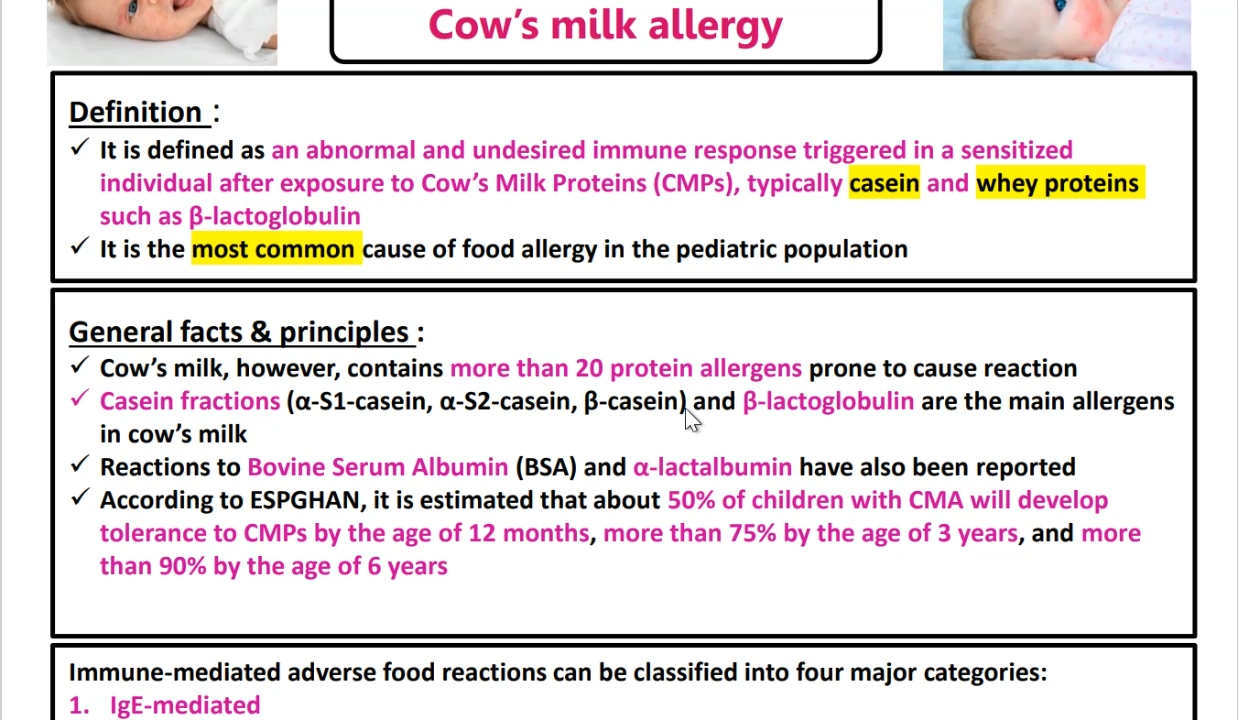 Cow's milk allergy
Definition :
✓ It is defined as an abnormal and undesired immune response triggered in a sensitized
individual after exposure to Cow's Milk Proteins (CMPs), typically casein and whey proteins
such as β-lactoglobulin
✓ It is the most common cause of food allergy in the pediatric population
General facts & principles :
✓ Cow's milk, however, contains more than 20 protein allergens prone to cause reaction
✓ Casein fractions (α-S1-casein, α-S2-casein, β-casein) and β-lactoglobulin are the main allergens
in cow's milk
✓ Reactions to Bovine Serum Albumin (BSA) and α-lactalbumin have also been reported
✓ According to ESPGHAN, it is estimated that about 50% of children with CMA will develop
tolerance to CMPs by the age of 12 months, more than 75% by the age of 3 years, and more
than 90% by the age of 6 years
Immune-mediated adverse food reactions can be classified into four major categories:
1. IgE-mediated